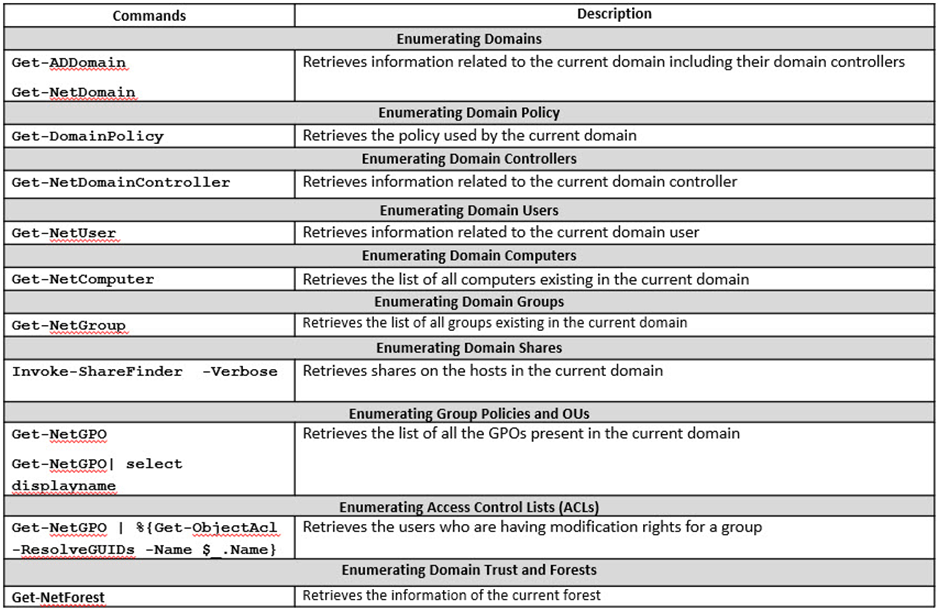 Commands Description
Enumerating Domains
Get-ADDomain Retrieves information related to the current domain including their domain controllers
Get-NetDomain
Enumerating Domain Policy
Get-DomainPolicy Retrieves the policy used by the current domain
Enumerating Domain Controllers
Get-NetDomainController Retrieves information related to the current domain controller
Enumerating Domain Users
Get-NetUser Retrieves information related to the current domain user
Enumerating Domain Computers
Get-NetComputer Retrieves the list of all computers existing in the current domain
Enumerating Domain Groups
Get-NetGroup Retrieves the list of all groups existing in the current domain
Enumerating Domain Shares
Invoke-ShareFinder -Verbose Retrieves shares on the hosts in the current domain
Enumerating Group Policies and OUs
Get-NetGPO Retrieves the list of all the GPOs present in the current domain
Get-NetGPO| select
displayname
Enumerating Access Control Lists (ACLs)
Get-NetGPO | %{Get-ObjectAcl Retrieves the users who are having modification rights for a group
-ResolveGUIDs -Name $_.Name}
Enumerating Domain Trust and Forests
Get-NetForest Retrieves the information of the current forest